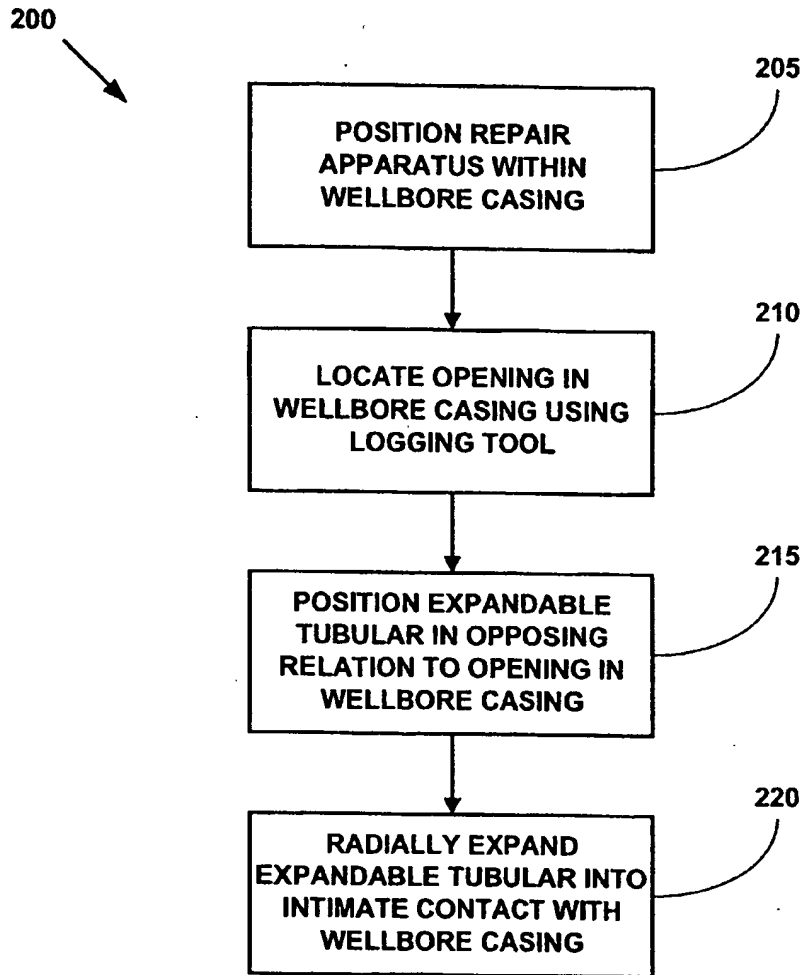 200
205
POSITION REPAIR
APPARATUS WITHIN
WELLBORE CASING
210
LOCATE OPENING IN
WELLBORE CASING USING
LOGGING TOOL
215
POSITION EXPANDABLE
TUBULAR IN OPPOSING
RELATION TO OPENING IN
WELLBORE CASING
220
RADIALLY EXPAND
EXPANDABLE TUBULAR INTO
INTIMATE CONTACT WITH
WELLBORE CASING